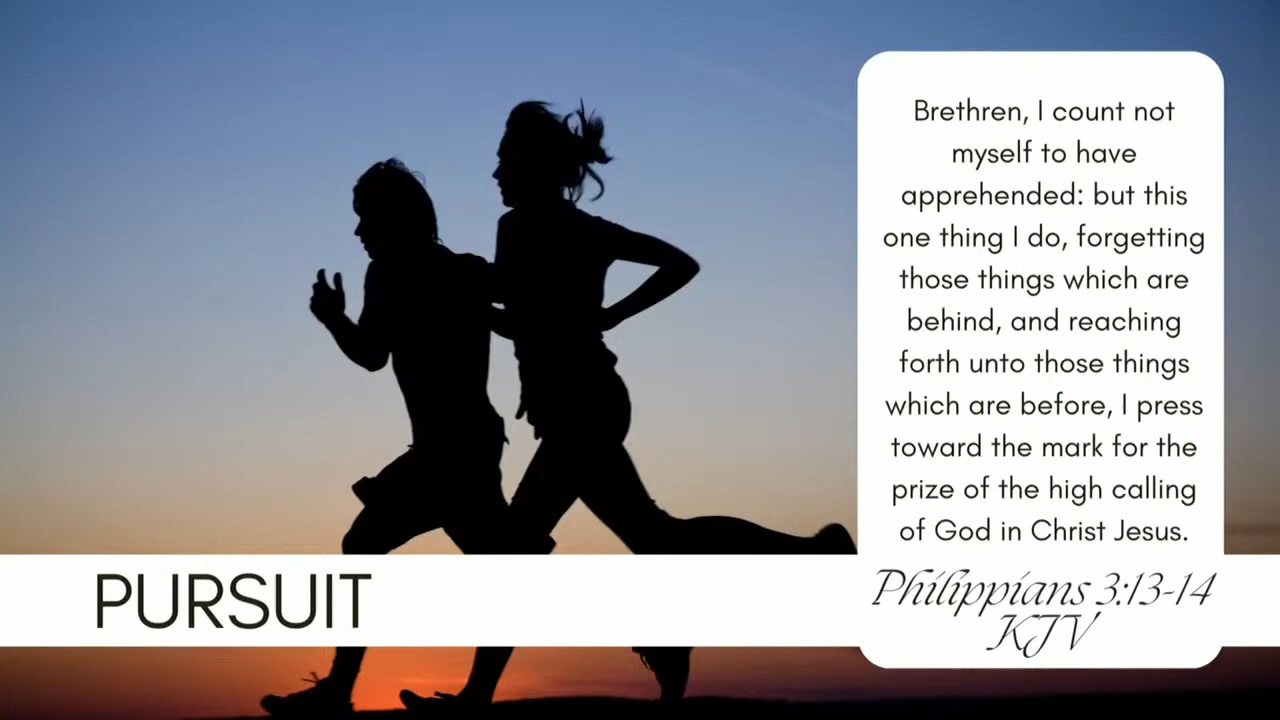 Brethren, I count not
myself to have
apprehended: but this
one thing I do, forgetting
those things which are
behind, and reaching
forth unto those things
which are before, I press
toward the mark for the
prize of the high calling
of God in Christ Jesus.
PURSUIT
Philippians 3:13-14
KJV